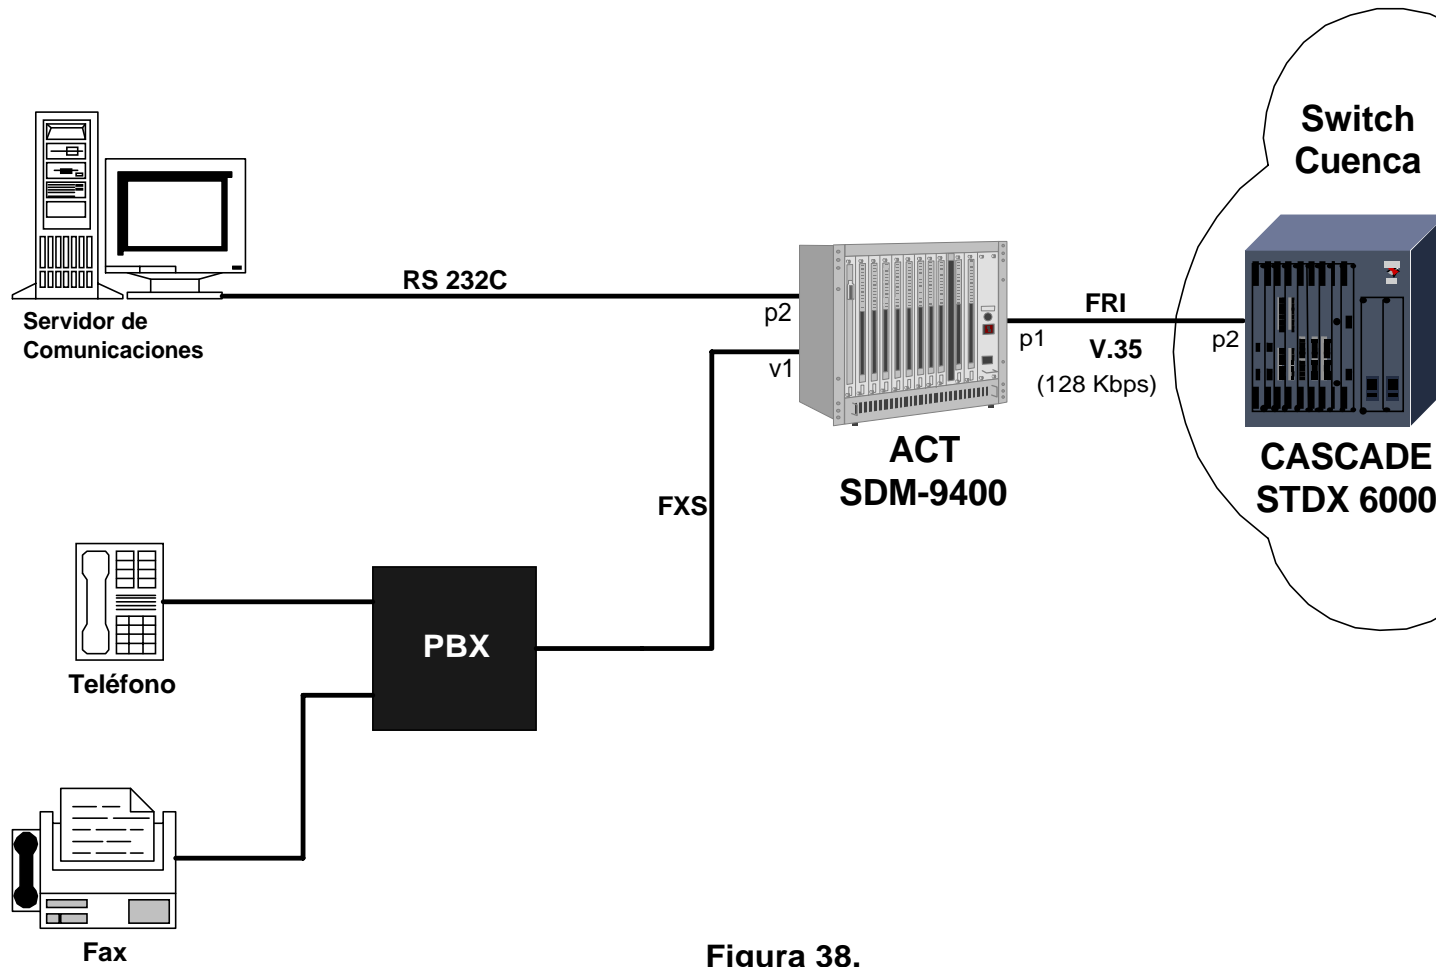 Switch
Cuenca
RS 232C
Servidor de
Comunicaciones
p2
v1
p1
FRI
V.35
(128 Kbps)
p2
ACT
SDM-9400
CASCADE
STDX 6000
FXS
PBX
Teléfono
Fax
Figura 38.